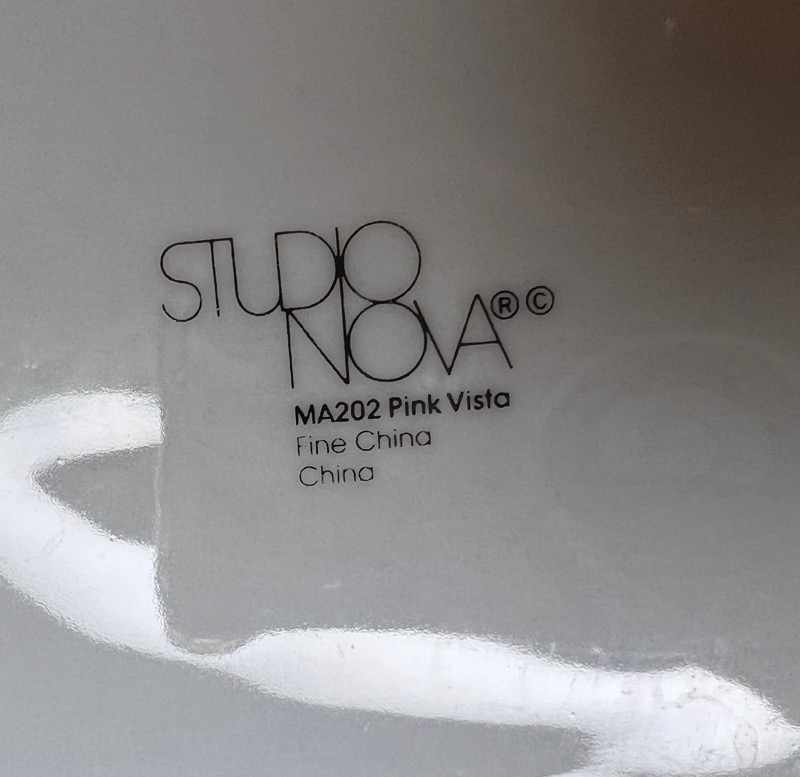 STUDIO
NOVA®©
MA202 Pink Vista
Fine China
China